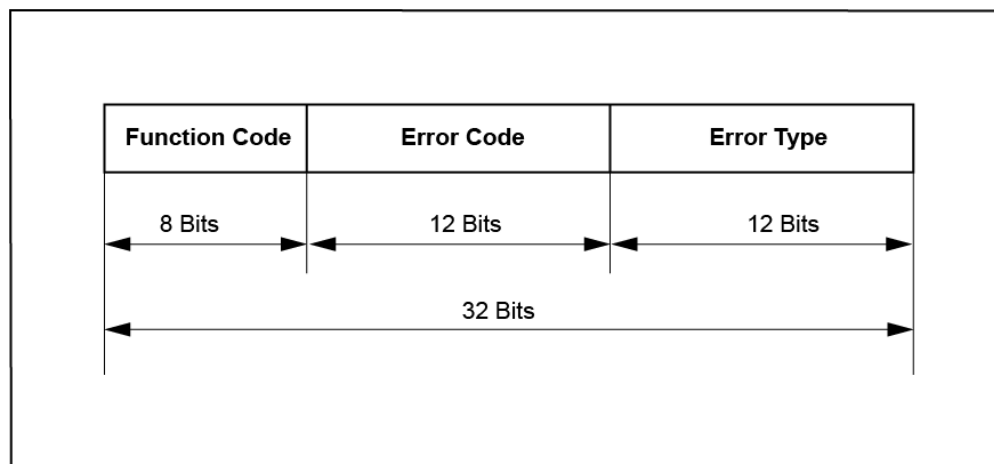 Function Code Error Code Error Type
8 Bits 12 Bits 12 Bits
32 Bits